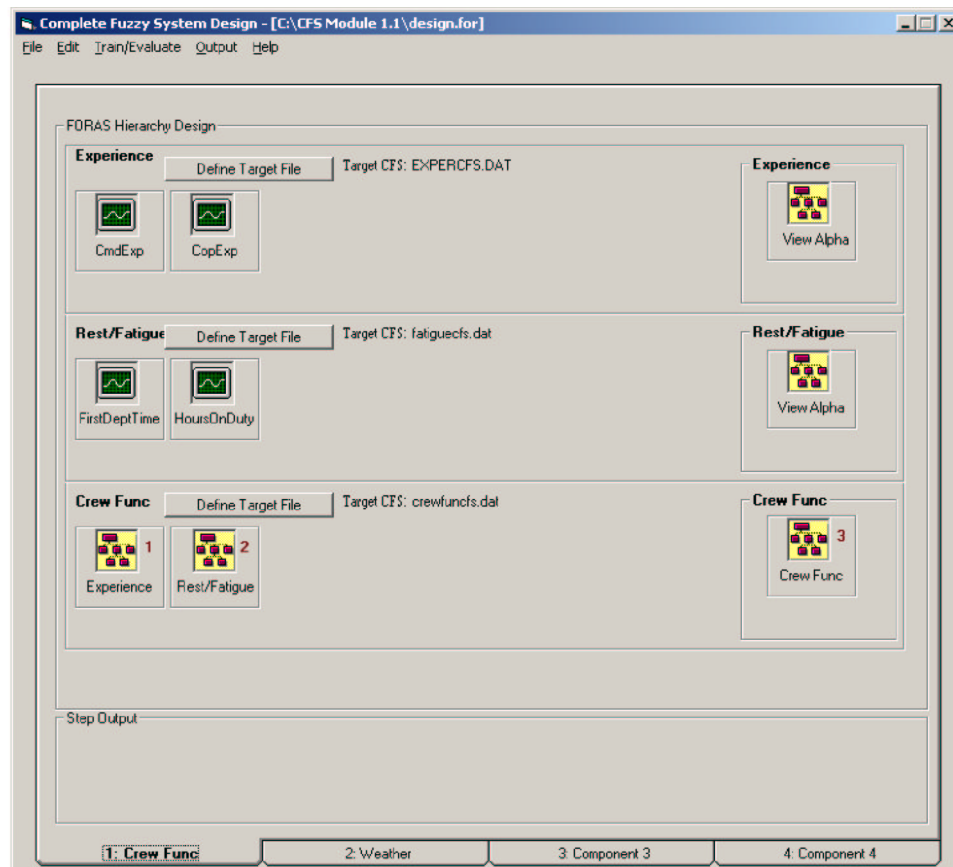 Complete Fuzzy System Design - [C:\CFS Module 1.1\design.for]
File Edit Train/Evaluate Output Help
FORAS Hierarchy Design
Experience
Define Target File
Target CFS: EXPERCFS.DAT
CmdExp
CopExp
Experience
View Alpha
Rest/Fatigue
Define Target File
Target CFS: fatiguecfs.dat
FirstDeptTime
HoursOnDuty
Rest/Fatigue
View Alpha
Crew Func
Define Target File
Target CFS: crewfuncfs.dat
1
Experience
2
Rest/Fatigue
Crew Func
3
Crew Func
Step Output
1: Crew Func
2: Weather
3: Component 3
4: Component 4